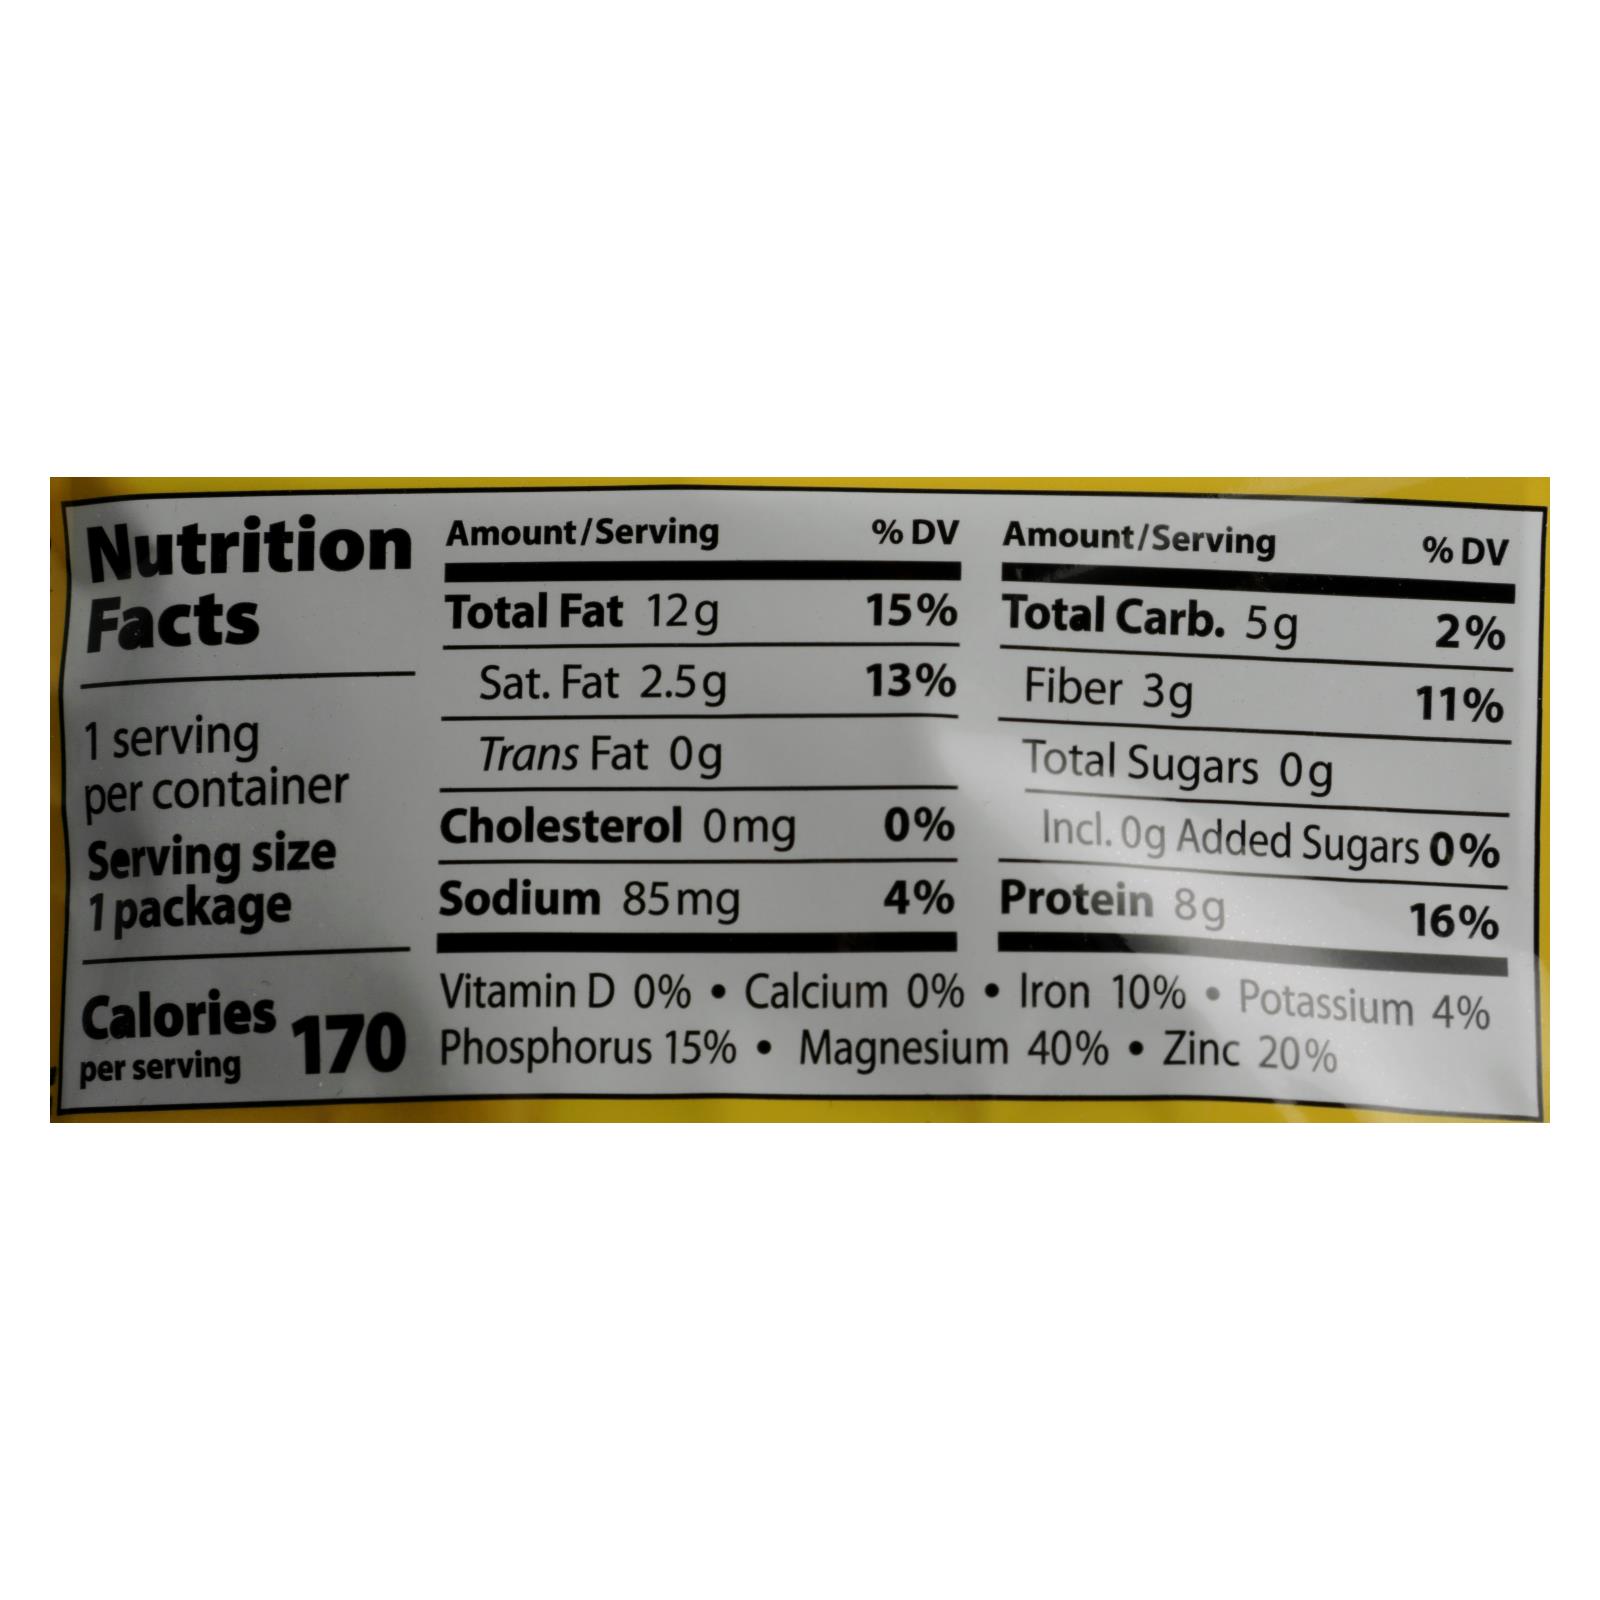 Nutrition
Facts
1 serving
per container
Serving size
1 package
Calories
per serving 170
Amount/Serving % DV
Total Fat 12g 15%
Sat. Fat 2.5g 13%
Trans Fat 0g
Cholesterol 0mg 0%
Sodium 85mg 4%
Amount/Serving % DV
Total Carb. 5g 2%
Fiber 3g 11%
Total Sugars 0g
Incl. 0g Added Sugars 0%
Protein 8g 16%
Vitamin D 0% • Calcium 0% • Iron 10% • Potassium 4%
Phosphorus 15% • Magnesium 40% • Zinc 20%